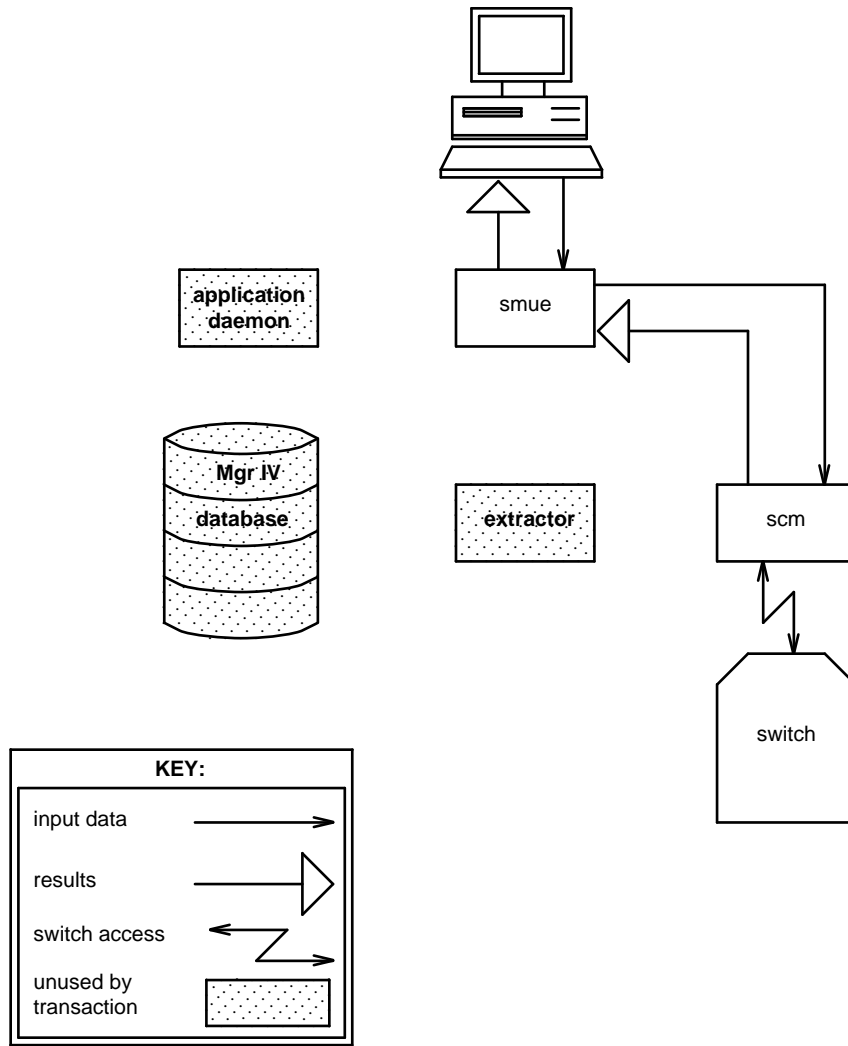 application
daemon
smue
Mgr IV
database
extractor
scm
switch
KEY:
input data
results
switch access
unused by
transaction